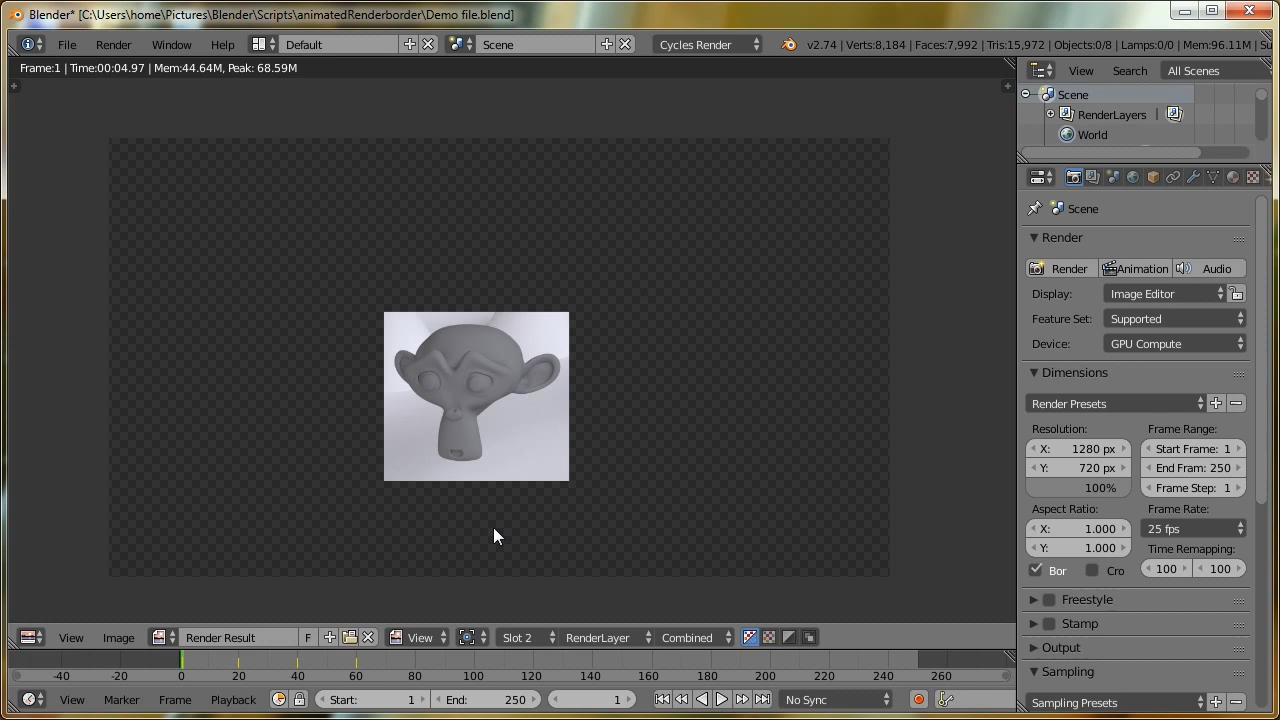 Blender* [C:\Users\home\Pictures\Blender\Scripts\animatedRenderborder\Demo file.blend]
File Render Window Help Default Scene Cycles Render v2.74 | Verts:8,184 | Faces:7,992 | Tris:15,972 | Objects:0/8 | Lamps:0/0 | Mem:96.11M | Su
Frame:1 | Time:00:04.97 | Mem:44.64M, Peak: 68.59M
View Search All Scenes
Scene
RenderLayers
World
Scene
Render
Render Animation Audio
Display: Image Editor
Feature Set: Supported
Device: GPU Compute
Dimensions
Render Presets
Resolution: Frame Range:
X: 1280 px Start Frame: 1
Y: 720 px End Fram: 250
100% Frame Step: 1
Aspect Ratio: Frame Rate:
X: 1.000 25 fps
Y: 1.000 Time Remapping:
Bor Cro 100 100
Freestyle
Stamp
Output
Sampling
Sampling Presets
View Image Render Result F View Slot 2 RenderLayer Combined
-40 -20 0 20 40 60 80 100 120 140 160 180 200 220 240 260
View Marker Frame Playback Start: 1 End: 250 1 No Sync